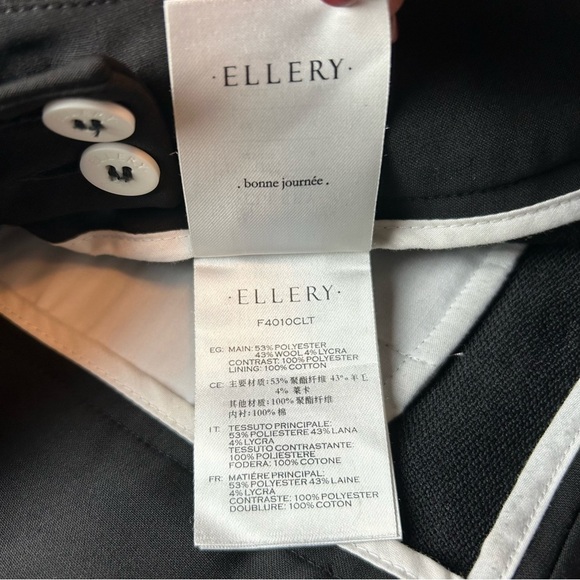 · ELLERY ·
. bonne journée .
ELLERY
· ELLERY ·
F4010CLT
EG: MAIN: 53% POLYESTER
43% WOOL 4% LYCRA
CONTRAST: 100% POLYESTER
LINING: 100% COTTON
CE: 主要材质:53% 聚酯纤维 43% 羊毛
4% 莱卡
其他材质:100% 聚酯纤维
内衬:100% 棉
IT: TESSUTO PRINCIPALE:
53% POLIESTERE 43% LANA
4% LYCRA
TESSUTO CONTRASTANTE:
100% POLIESTERE
FODERA: 100% COTONE
FR: MATIÈRE PRINCIPAL:
53% POLYESTER 43% LAINE
4% LYCRA
CONTRASTE: 100% POLYESTER
DOUBLURE: 100% COTON